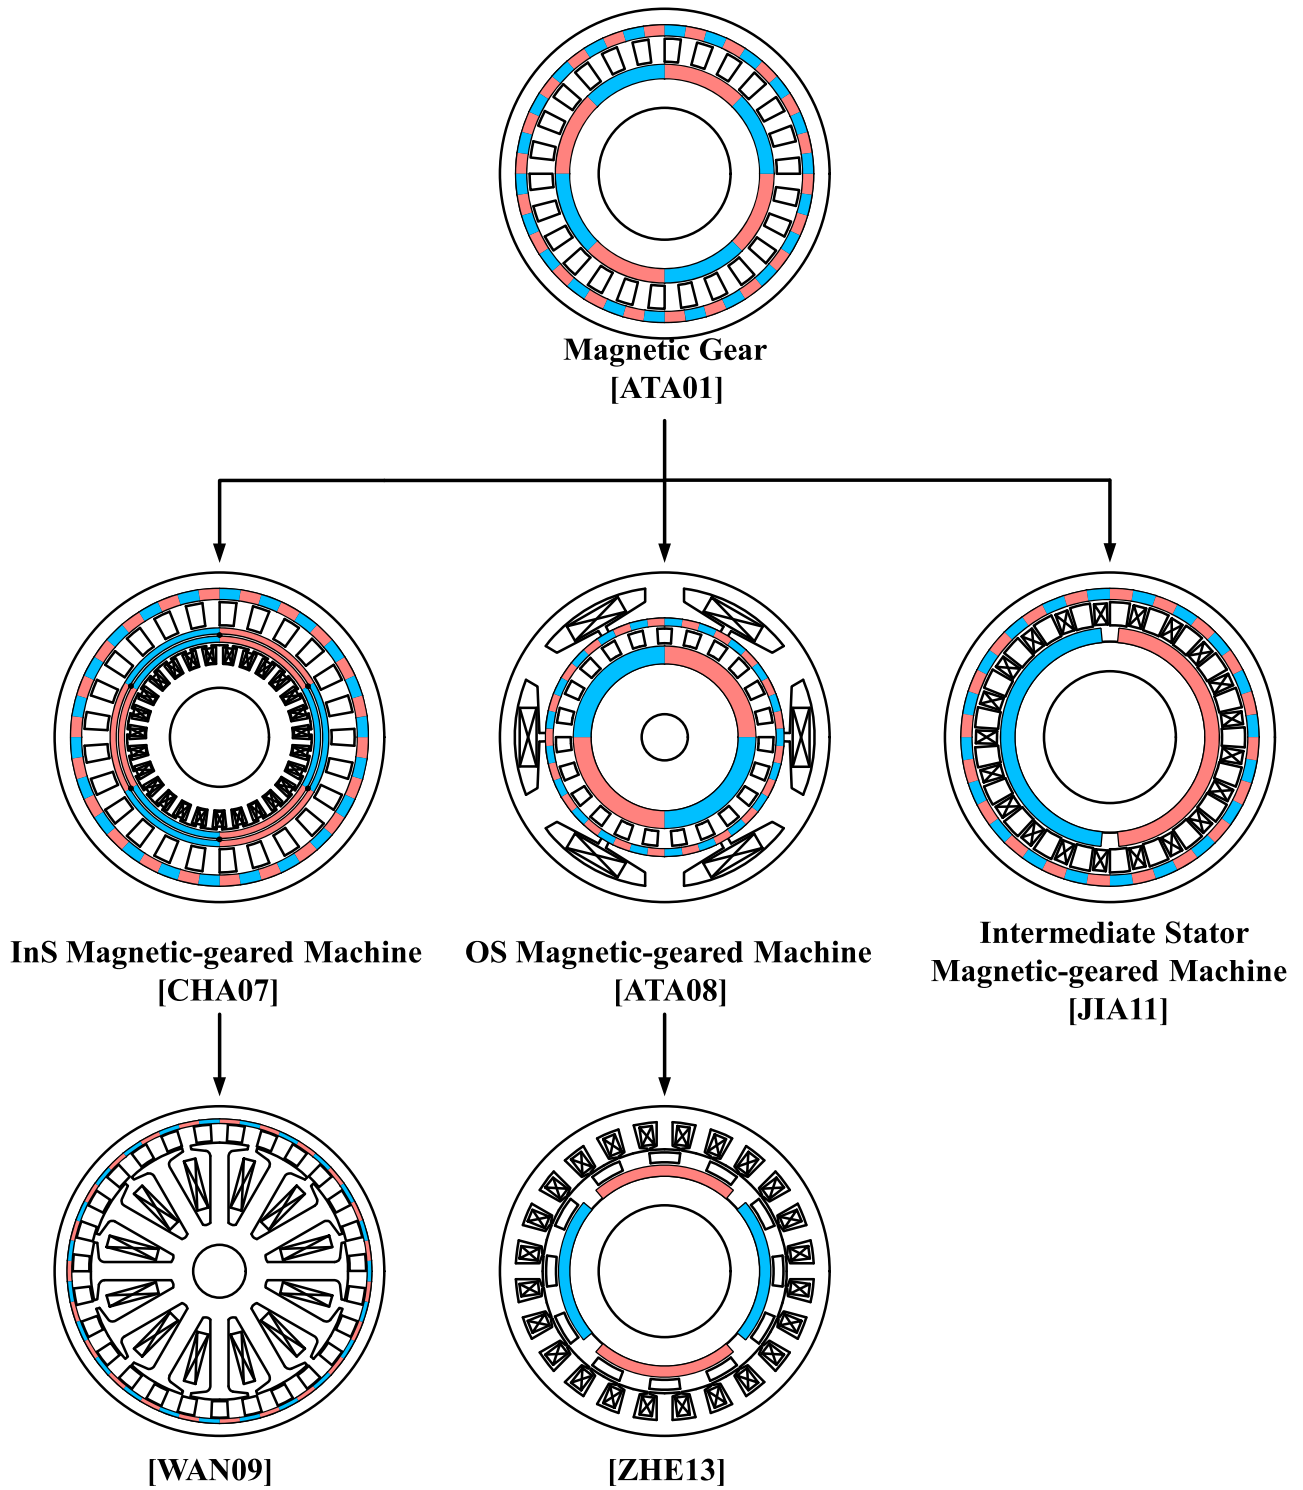 Magnetic Gear
[ATA01]
InS Magnetic-geared Machine
[CHA07]
OS Magnetic-geared Machine
[ATA08]
Intermediate Stator
Magnetic-geared Machine
[JIA11]
[WAN09]
[ZHE13]